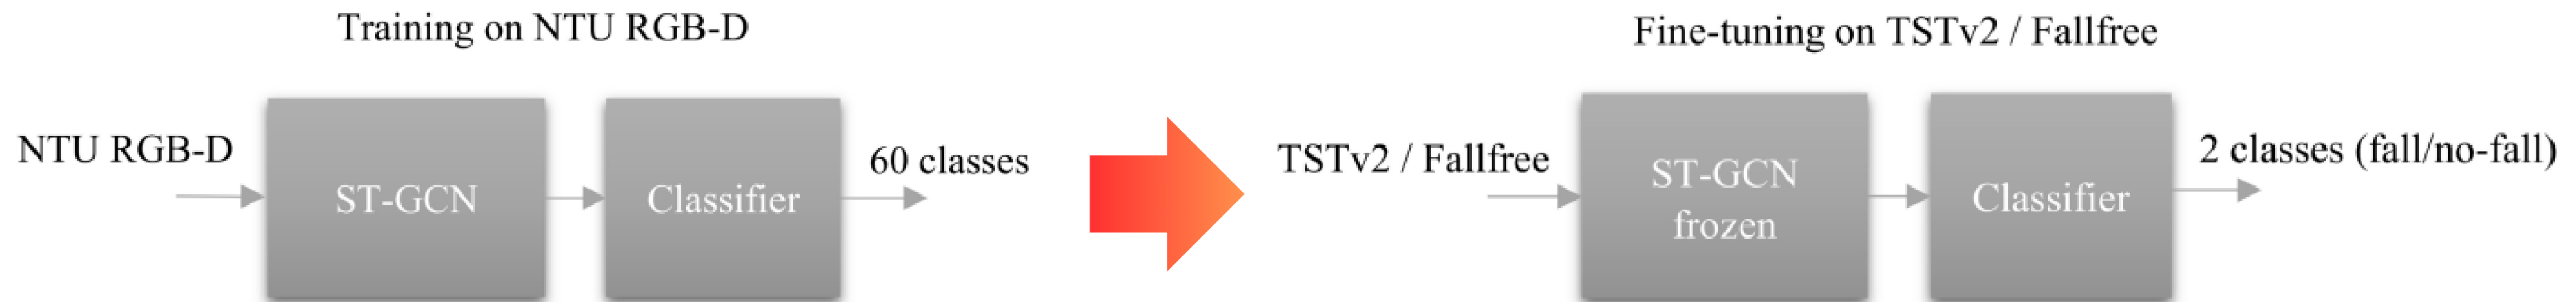 Training on NTU RGB-D
NTU RGB-D
ST-GCN
Classifier
60 classes
Fine-tuning on TSTv2 / Fallfree
TSTv2 / Fallfree
ST-GCN
frozen
Classifier
2 classes (fall/no-fall)